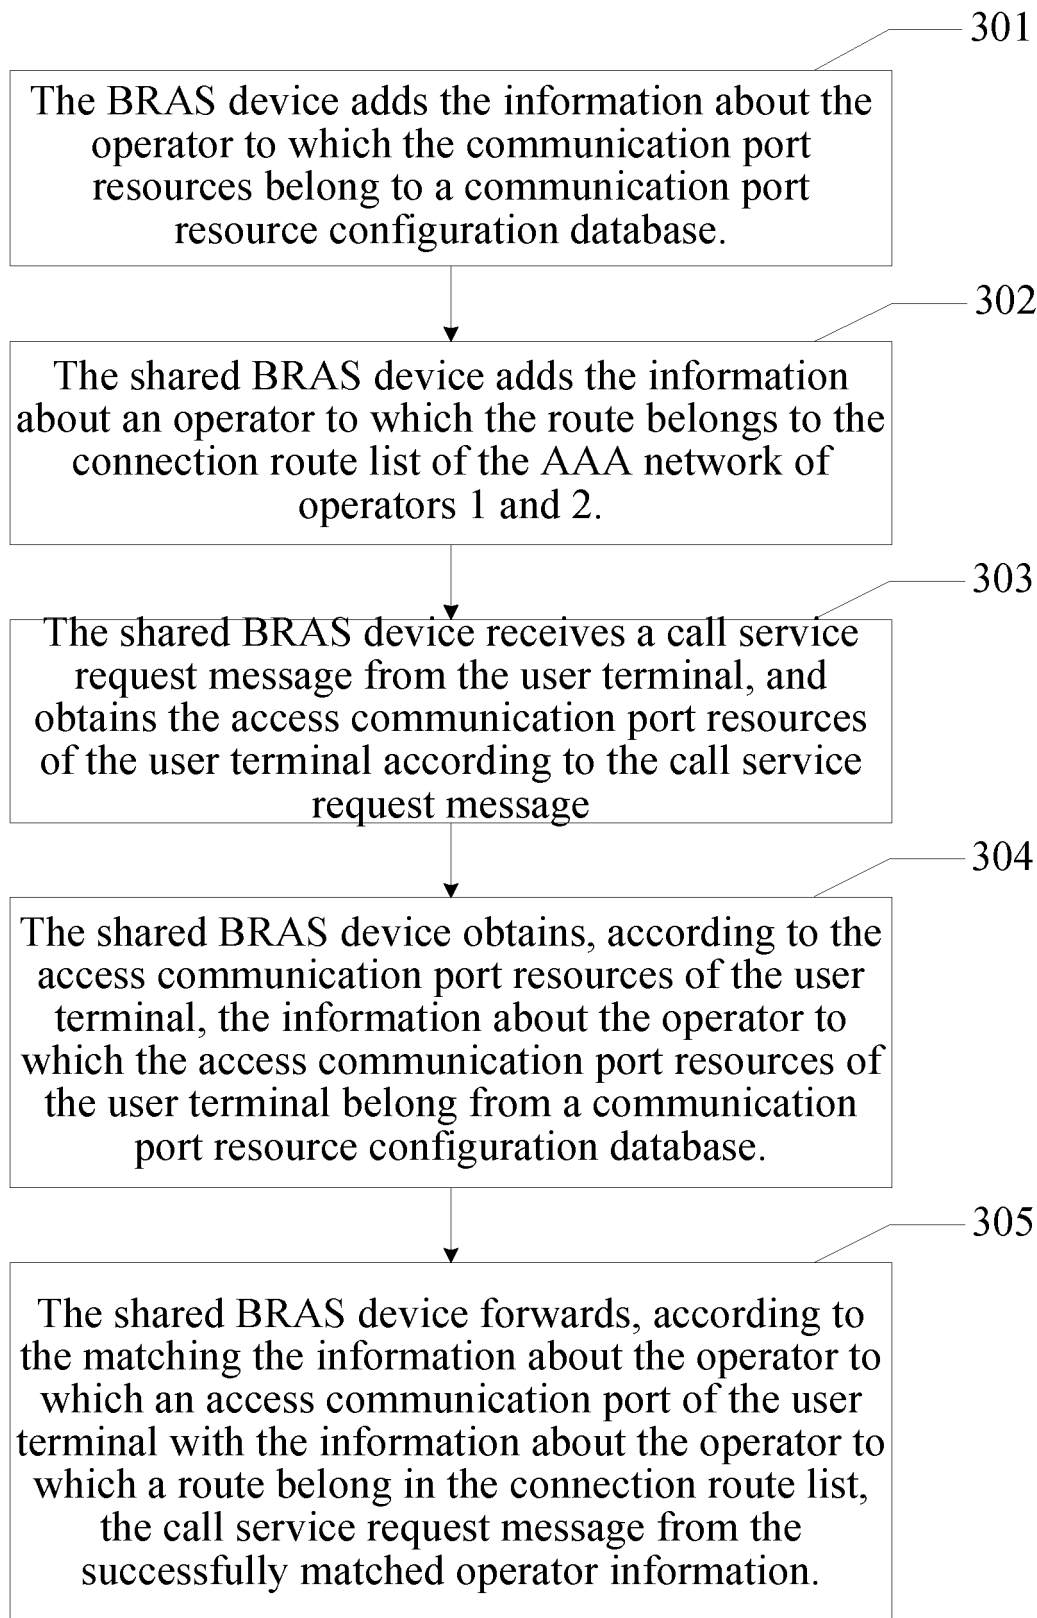 301
The BRAS device adds the information about the
operator to which the communication port
resources belong to a communication port
resource configuration database.
302
The shared BRAS device adds the information
about an operator to which the route belongs to the
connection route list of the AAA network of
operators 1 and 2.
303
The shared BRAS device receives a call service
request message from the user terminal, and
obtains the access communication port resources
of the user terminal according to the call service
request message
304
The shared BRAS device obtains, according to the
access communication port resources of the user
terminal, the information about the operator to
which the access communication port resources of
the user terminal belong from a communication
port resource configuration database.
305
The shared BRAS device forwards, according to
the matching the information about the operator to
which an access communication port of the user
terminal with the information about the operator to
which a route belong in the connection route list,
the call service request message from the
successfully matched operator information.